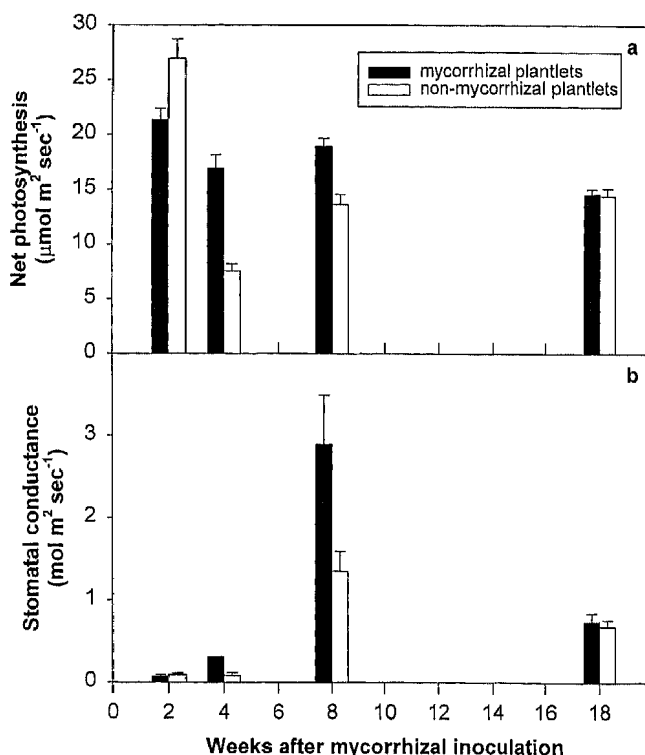 30
a
mycorrhizal plantlets
non-mycorrhizal plantlets
25
20
15
10
5
0
Net photosynthesis
(μmol m² sec⁻¹)
b
3
2
1
0
Stomatal conductance
(mol m² sec⁻¹)
0 2 4 6 8 10 12 14 16 18
Weeks after mycorrhizal inoculation